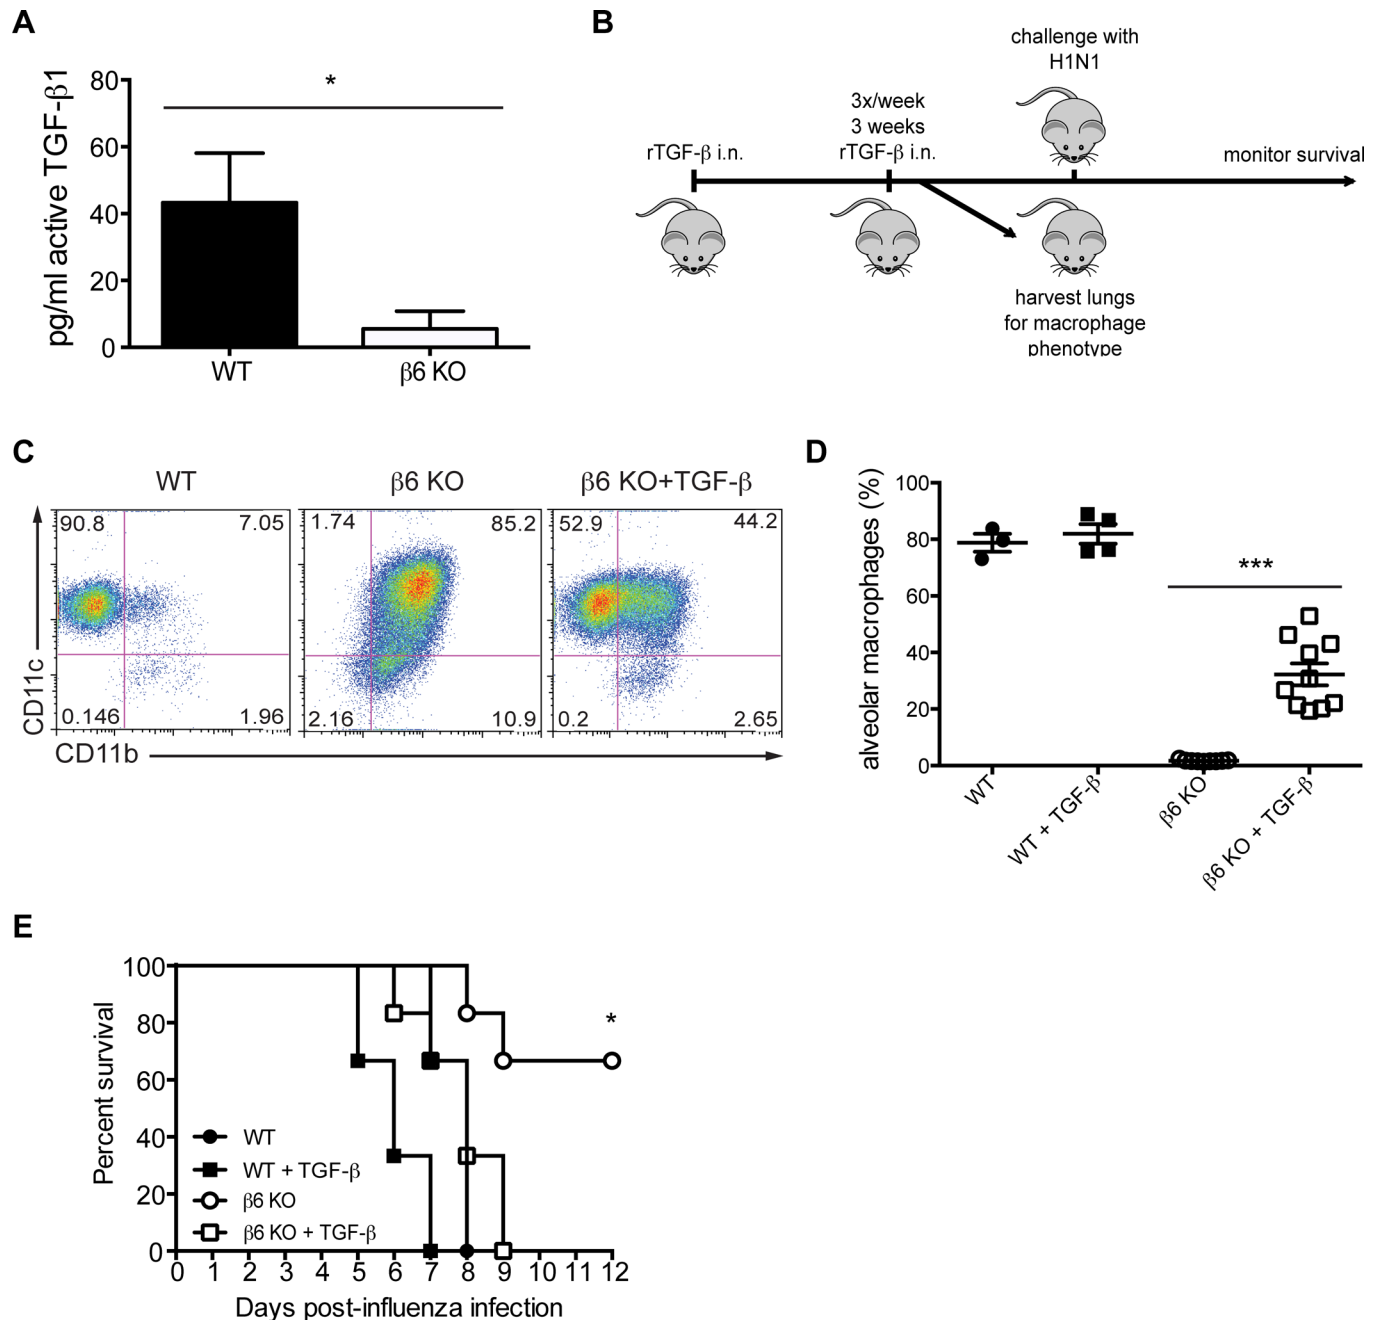 A
pg/ml active TGF-β1
80
60
40
20
0
*
WT
β6 KO
B
challenge with
H1N1
3x/week
3 weeks
rTGF-β i.n.
rTGF-β i.n.
monitor survival
harvest lungs
for macrophage
phenotype
C
WT
β6 KO
β6 KO+TGF-β
90.8
7.05
0.146
1.96
1.74
85.2
2.16
10.9
52.9
44.2
0.2
2.65
CD11c
CD11b
D
alveolar macrophages (%)
100
80
60
40
20
0
***
WT
WT + TGF-β
β6 KO
β6 KO + TGF-β
E
Percent survival
100
80
60
40
20
0
*
WT
WT + TGF-β
β6 KO
β6 KO + TGF-β
0 1 2 3 4 5 6 7 8 9 10 11 12
Days post-influenza infection